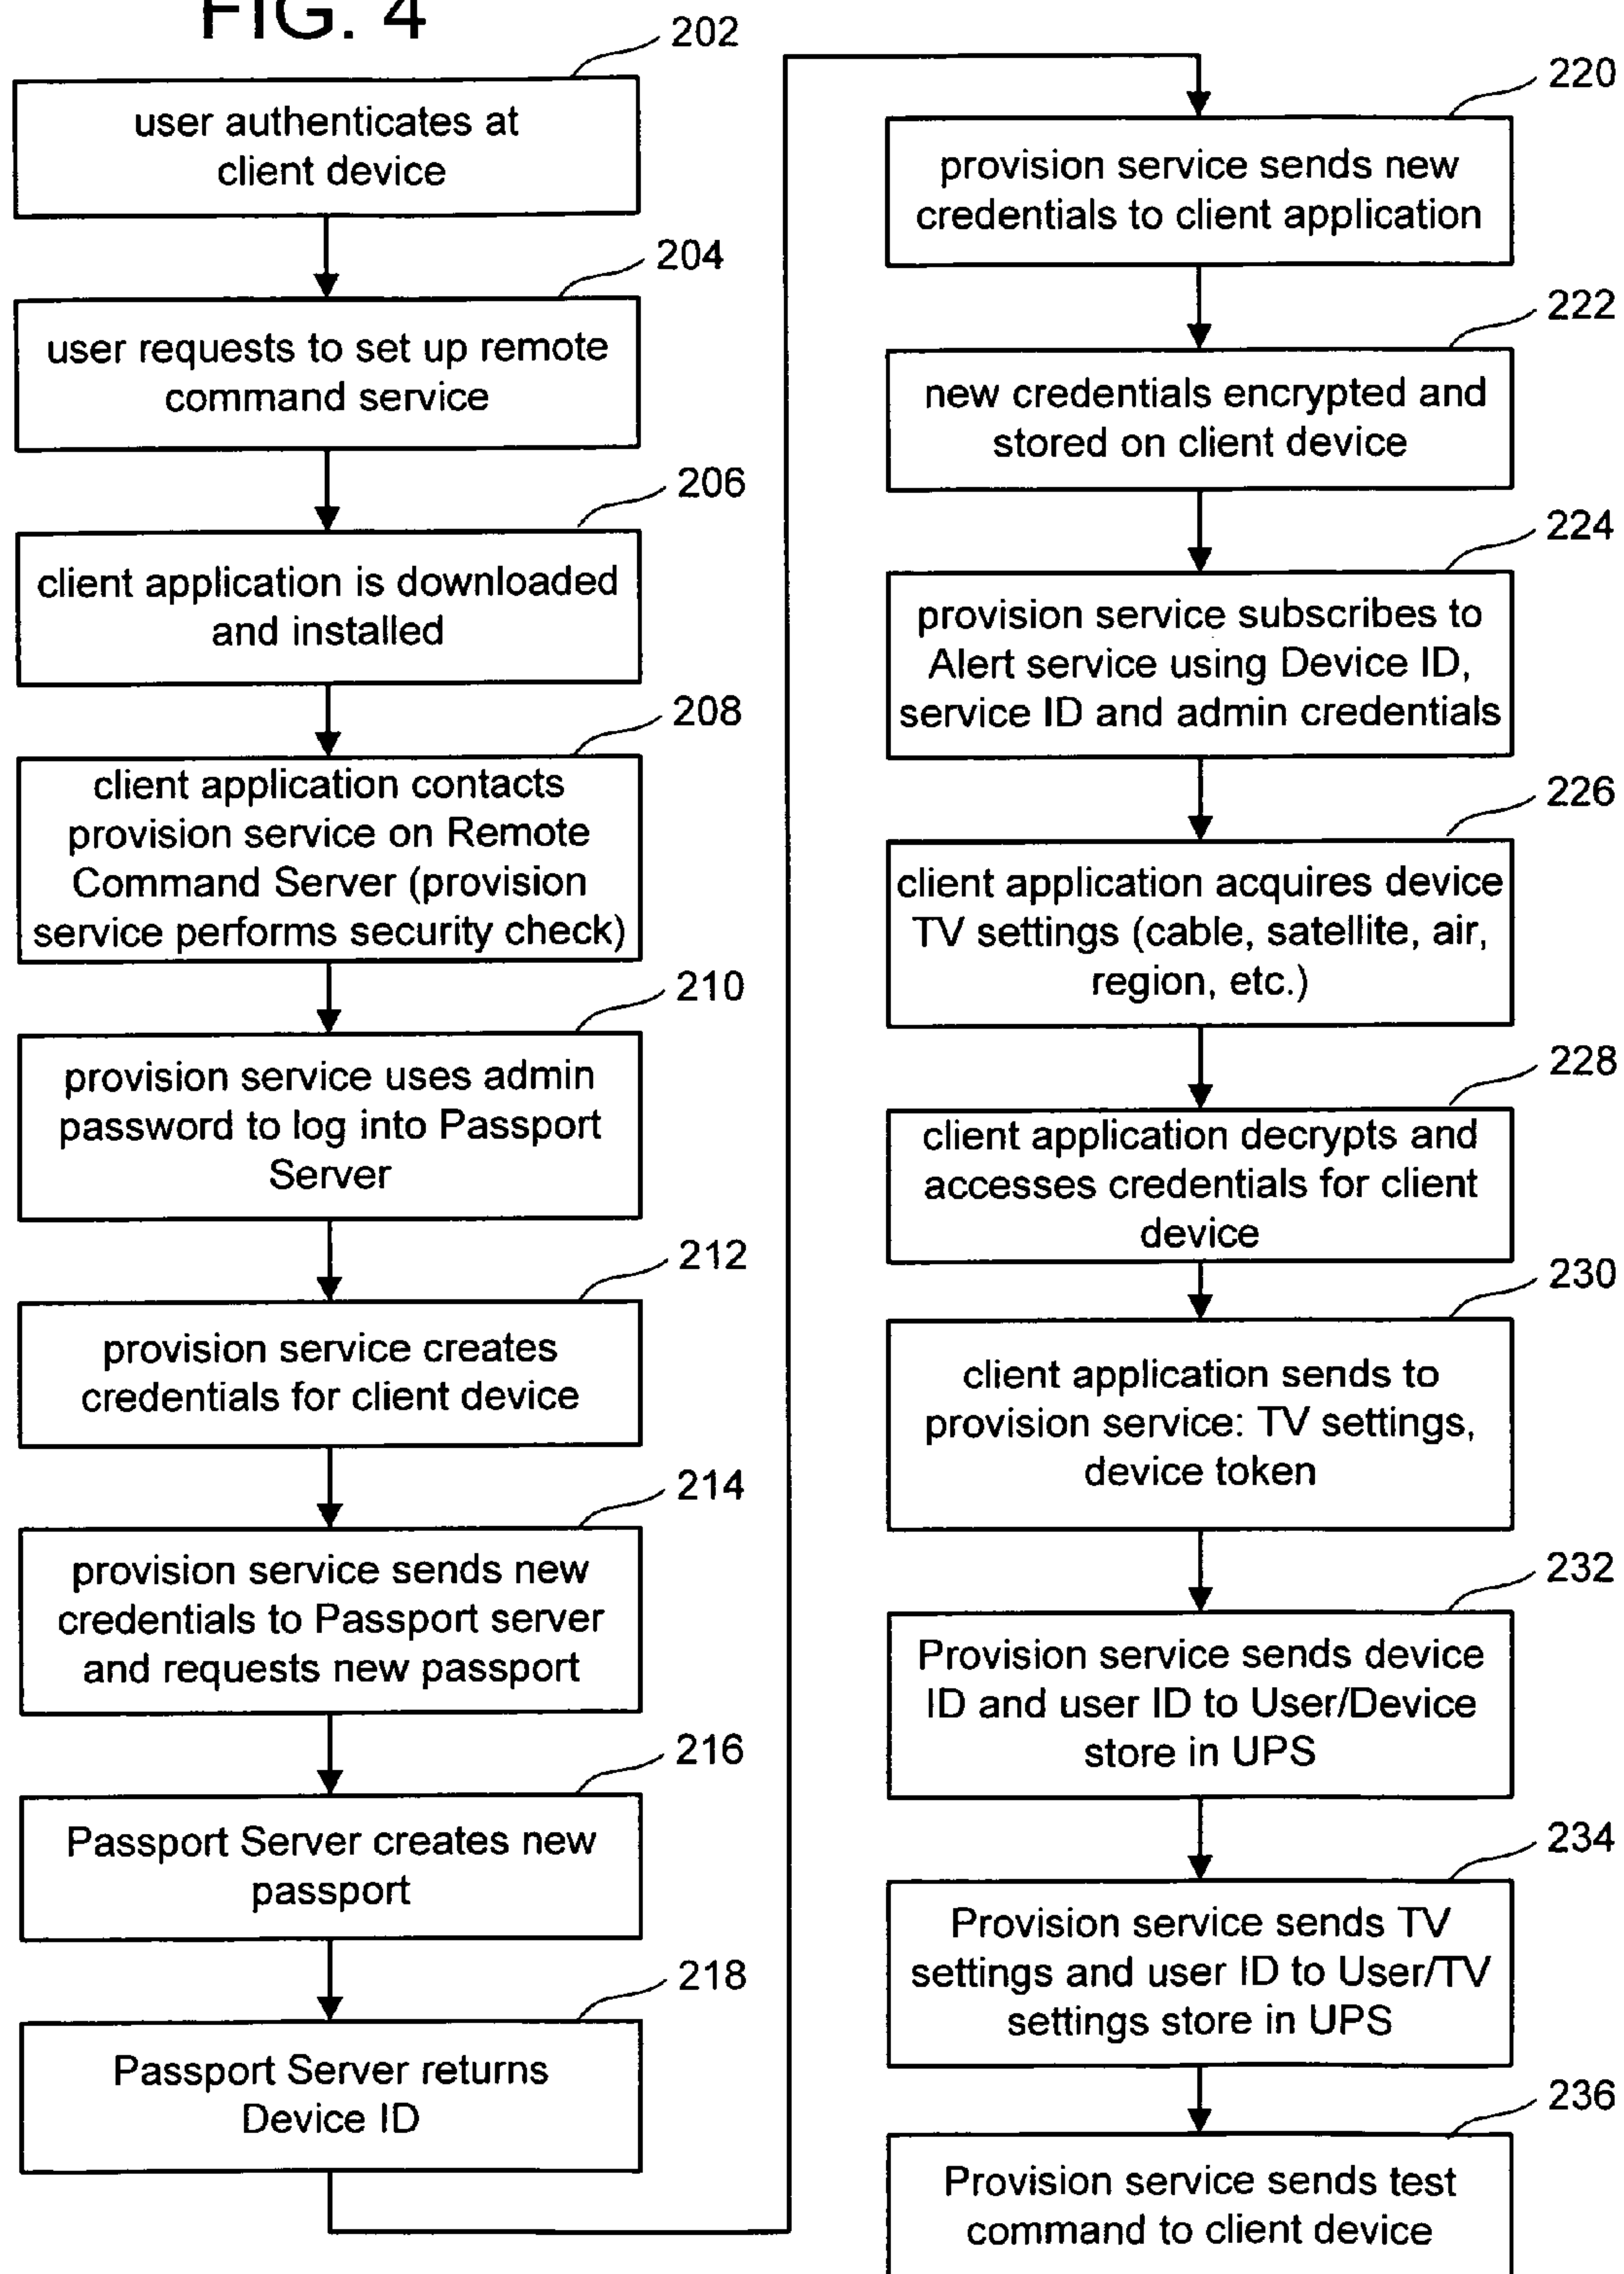 FIG. 4
202
user authenticates at
client device
204
user requests to set up remote
command service
206
client application is downloaded
and installed
208
client application contacts
provision service on Remote
Command Server (provision
service performs security check)
210
provision service uses admin
password to log into Passport
Server
212
provision service creates
credentials for client device
214
provision service sends new
credentials to Passport server
and requests new passport
216
Passport Server creates new
passport
218
Passport Server returns
Device ID
220
provision service sends new
credentials to client application
222
new credentials encrypted and
stored on client device
224
provision service subscribes to
Alert service using Device ID,
service ID and admin credentials
226
client application acquires device
TV settings (cable, satellite, air,
region, etc.)
228
client application decrypts and
accesses credentials for client
device
230
client application sends to
provision service: TV settings,
device token
232
Provision service sends device
ID and user ID to User/Device
store in UPS
234
Provision service sends TV
settings and user ID to User/TV
settings store in UPS
236
Provision service sends test
command to client device